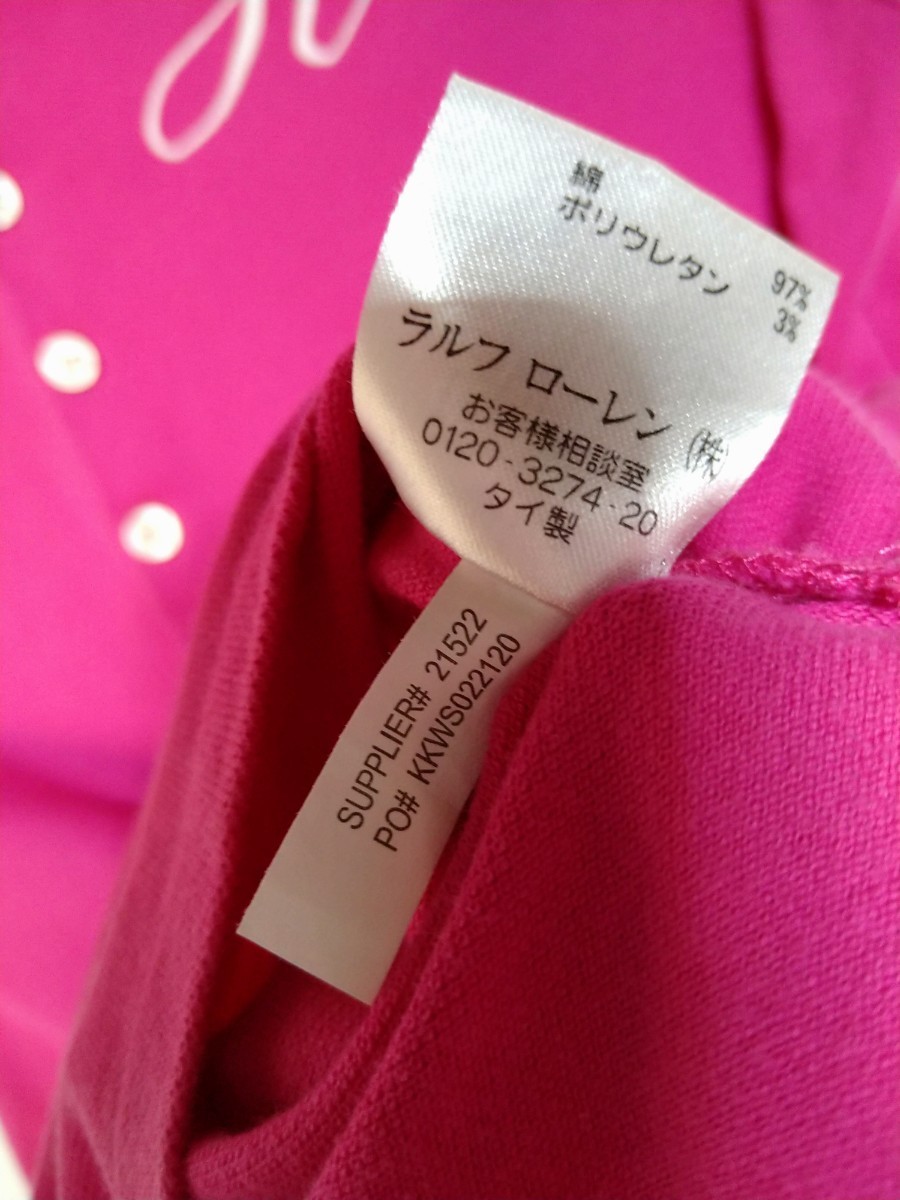 綿 97%
ポリウレタン 3%
ラルフ ローレン (株)
お客様相談室
0120-3274-20
タイ製
SUPPLIER# 21522
PO# KKWS022120